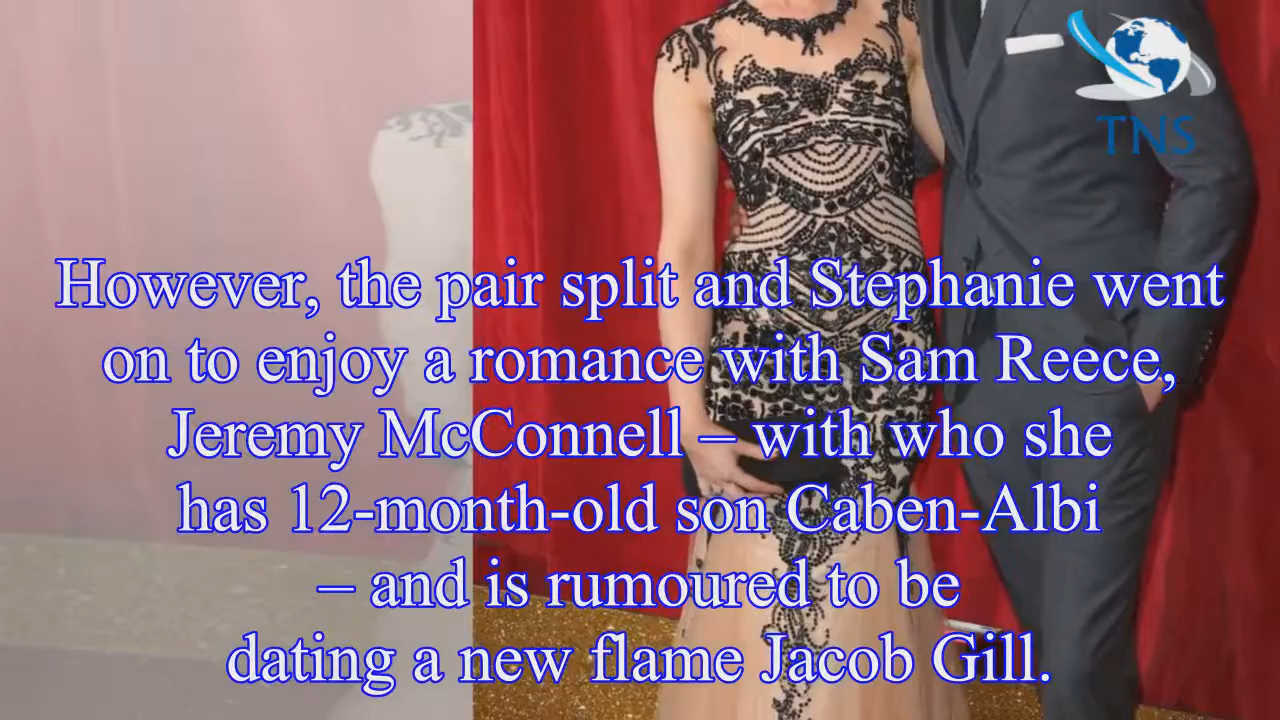 TNS
However, the pair split and Stephanie went
on to enjoy a romance with Sam Reece,
Jeremy McConnell – with who she
has 12-month-old son Caben-Albi
– and is rumoured to be
dating a new flame Jacob Gill.